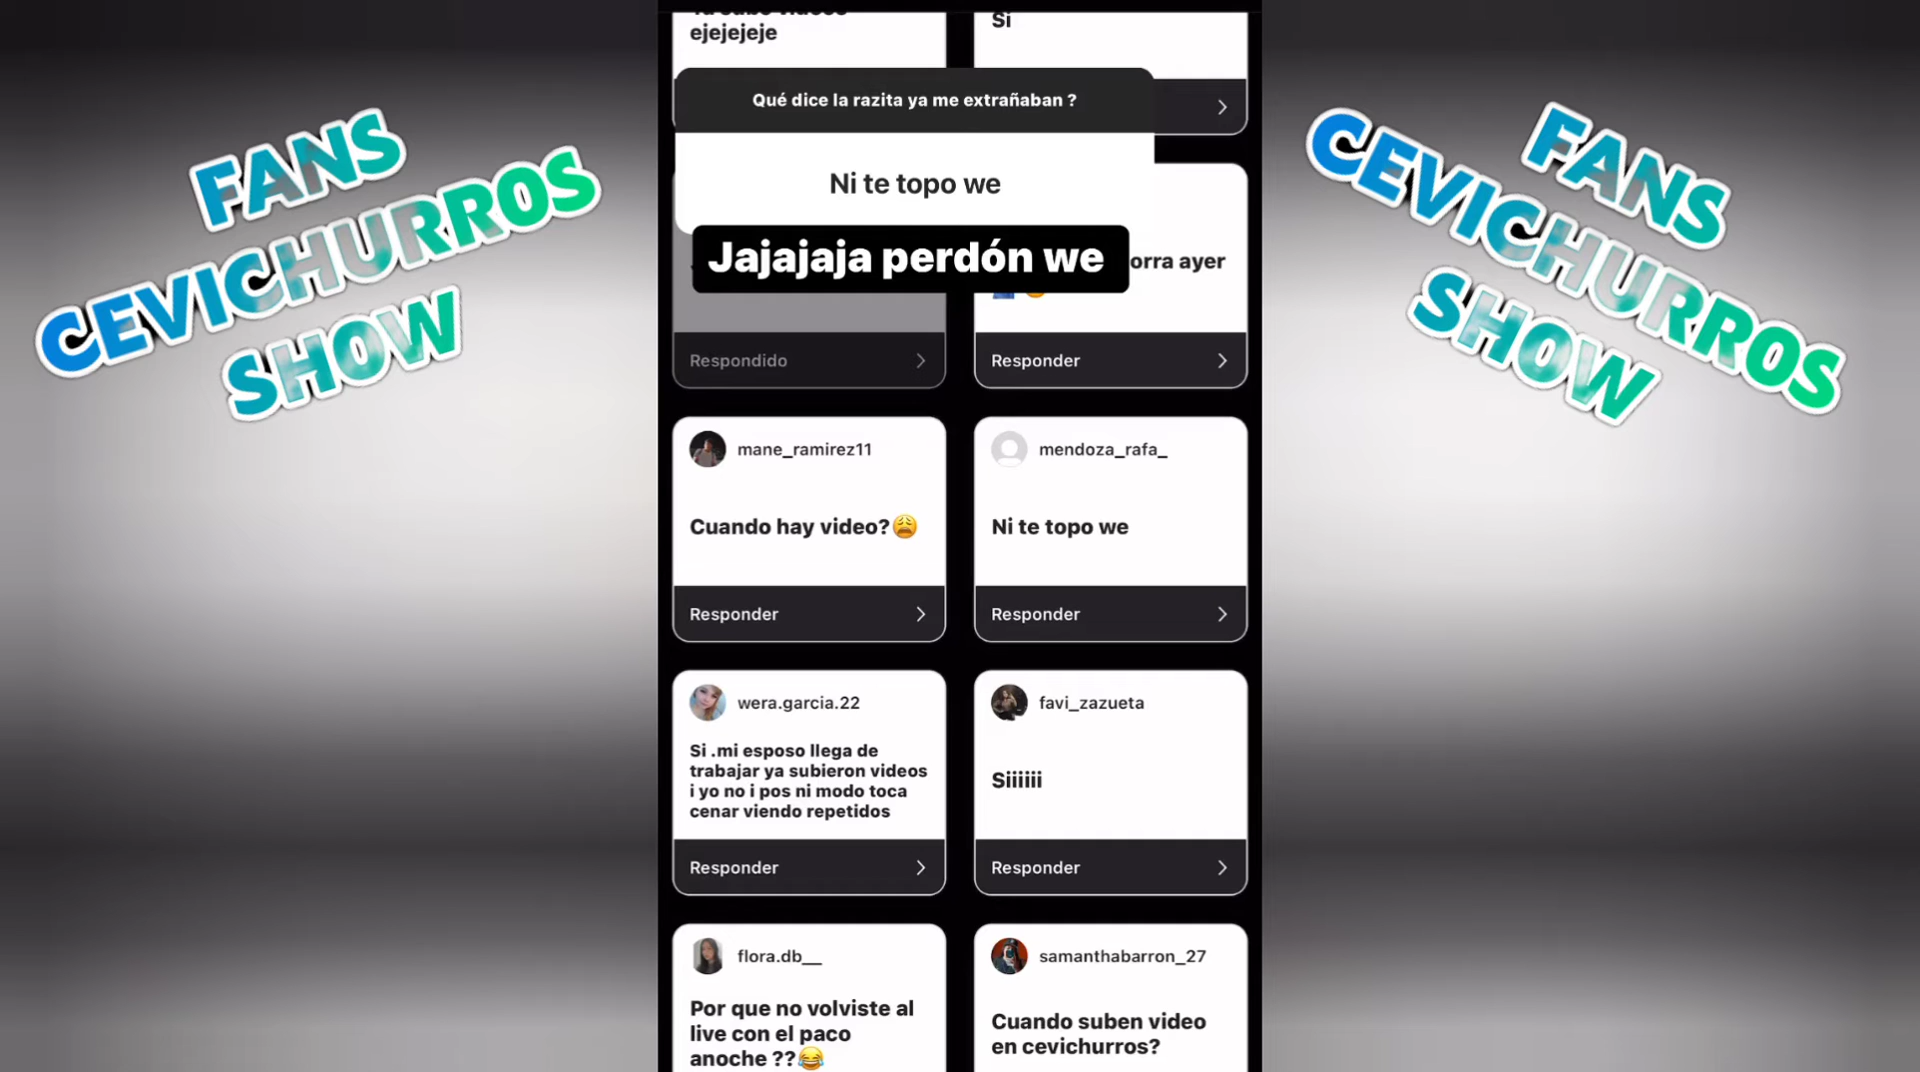 FANS
CEVICHURROS
SHOW
ejejejeje
Si
Qué dice la razita ya me extrañaban ?
Ni te topo we
Jajajaja perdón we
orra ayer
Respondido
Responder
mane_ramirez11
Cuando hay video?😩
Responder
mendoza_rafa_
Ni te topo we
Responder
wera.garcia.22
Si .mi esposo llega de
trabajar ya subieron videos
i yo no i pos ni modo toca
cenar viendo repetidos
Responder
favi_zazueta
Siiiiii
Responder
flora.db__
Por que no volviste al
live con el paco
anoche ??😂
samanthabarron_27
Cuando suben video
en cevichurros?
FANS
CEVICHURROS
SHOW